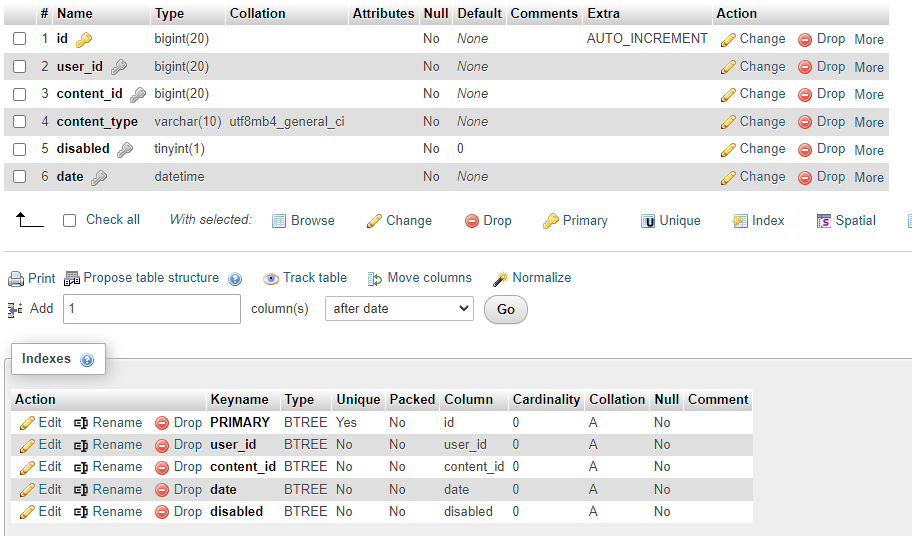 # Name Type Collation Attributes Null Default Comments Extra Action
1 id bigint(20) No None AUTO_INCREMENT Change Drop More
2 user_id bigint(20) No None Change Drop More
3 content_id bigint(20) No None Change Drop More
4 content_type varchar(10) utf8mb4_general_ci No None Change Drop More
5 disabled tinyint(1) No 0 Change Drop More
6 date datetime No None Change Drop More
Check all With selected: Browse Change Drop Primary Unique Index Spatial
Print Propose table structure Track table Move columns Normalize
Add 1 column(s) after date Go
Indexes
Action Keyname Type Unique Packed Column Cardinality Collation Null Comment
Edit Rename Drop PRIMARY BTREE Yes No id 0 A No
Edit Rename Drop user_id BTREE No No user_id 0 A No
Edit Rename Drop content_id BTREE No No content_id 0 A No
Edit Rename Drop date BTREE No No date 0 A No
Edit Rename Drop disabled BTREE No No disabled 0 A No